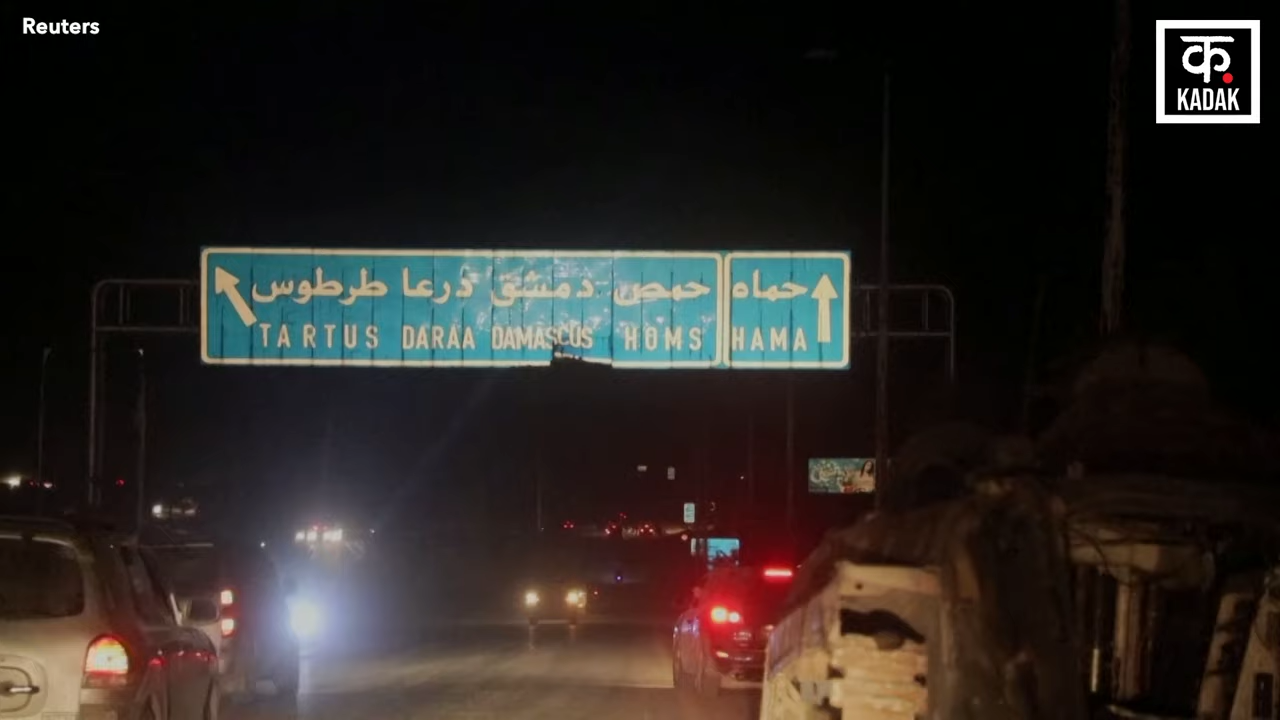 Reuters
क.
KADAK
طرطوس درعا دمشق حمص
TARTUS DARAA DAMASCUS HOMS
حماه
HAMA